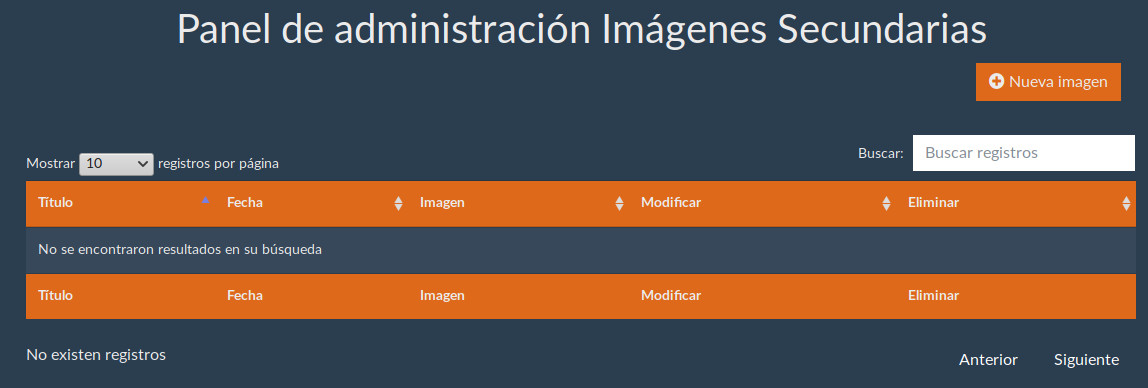 Panel de administración Imágenes Secundarias
Nueva imagen
Mostrar 10 registros por página
Buscar: Buscar registros
Título Fecha Imagen Modificar Eliminar
No se encontraron resultados en su búsqueda
Título Fecha Imagen Modificar Eliminar
No existen registros
Anterior Siguiente